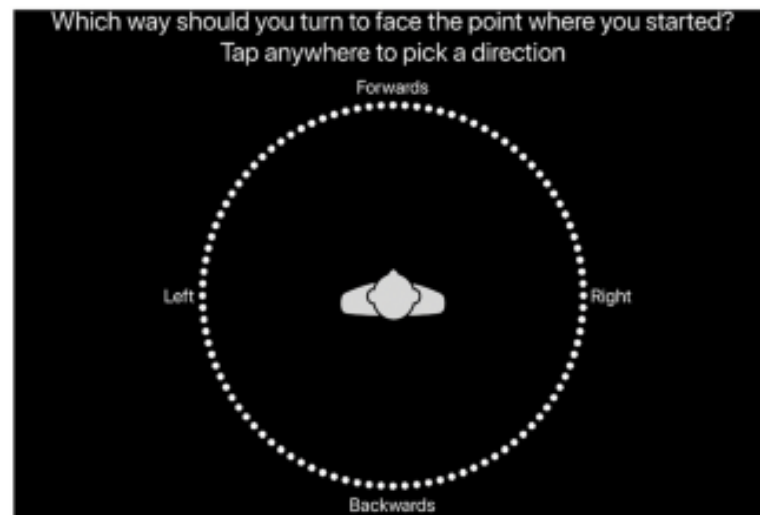 Which way should you turn to face the point where you started?
Tap anywhere to pick a direction
Forwards
Left
Right
Backwards